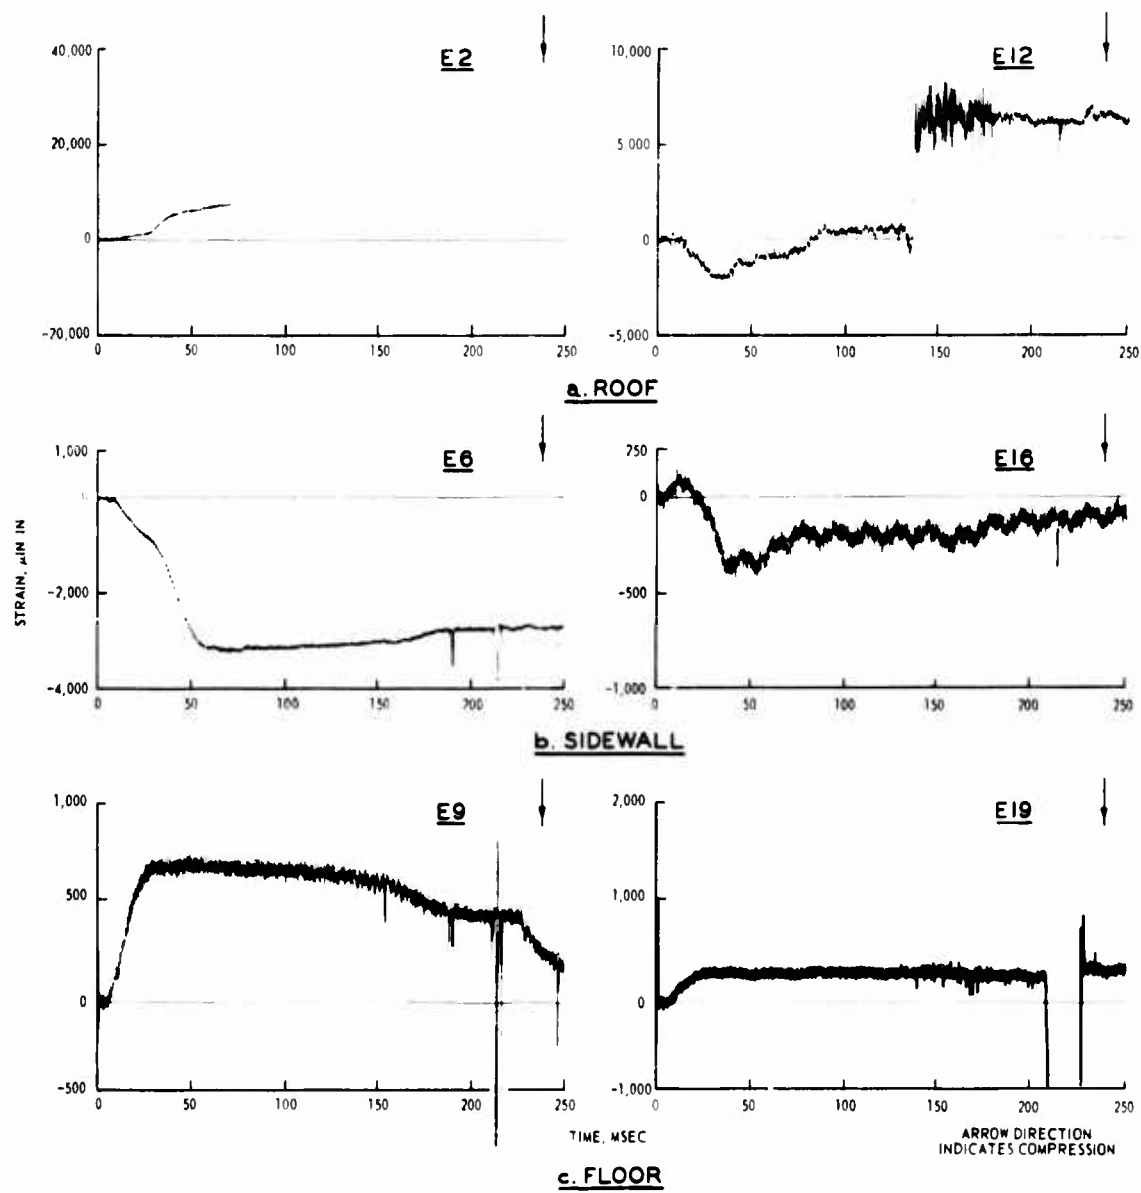 40,000
20,000
0
-20,000
0 50 100 150 200 250
E2
10,000
5 000
0
-5,000
0 50 100 150 200 250
E12
a. ROOF
1,000
-2,000
-4,000
0 50 100 150 200 250
E6
750
0
-500
-1,000
0 50 100 150 200 250
E16
STRAIN, µIN IN
b. SIDEWALL
1,000
500
0
-500
0 50 100 150 200 250
E9
2,000
1,000
0
-1,000
0 50 100 150 200 250
E19
TIME, MSEC
ARROW DIRECTION
INDICATES COMPRESSION
c. FLOOR